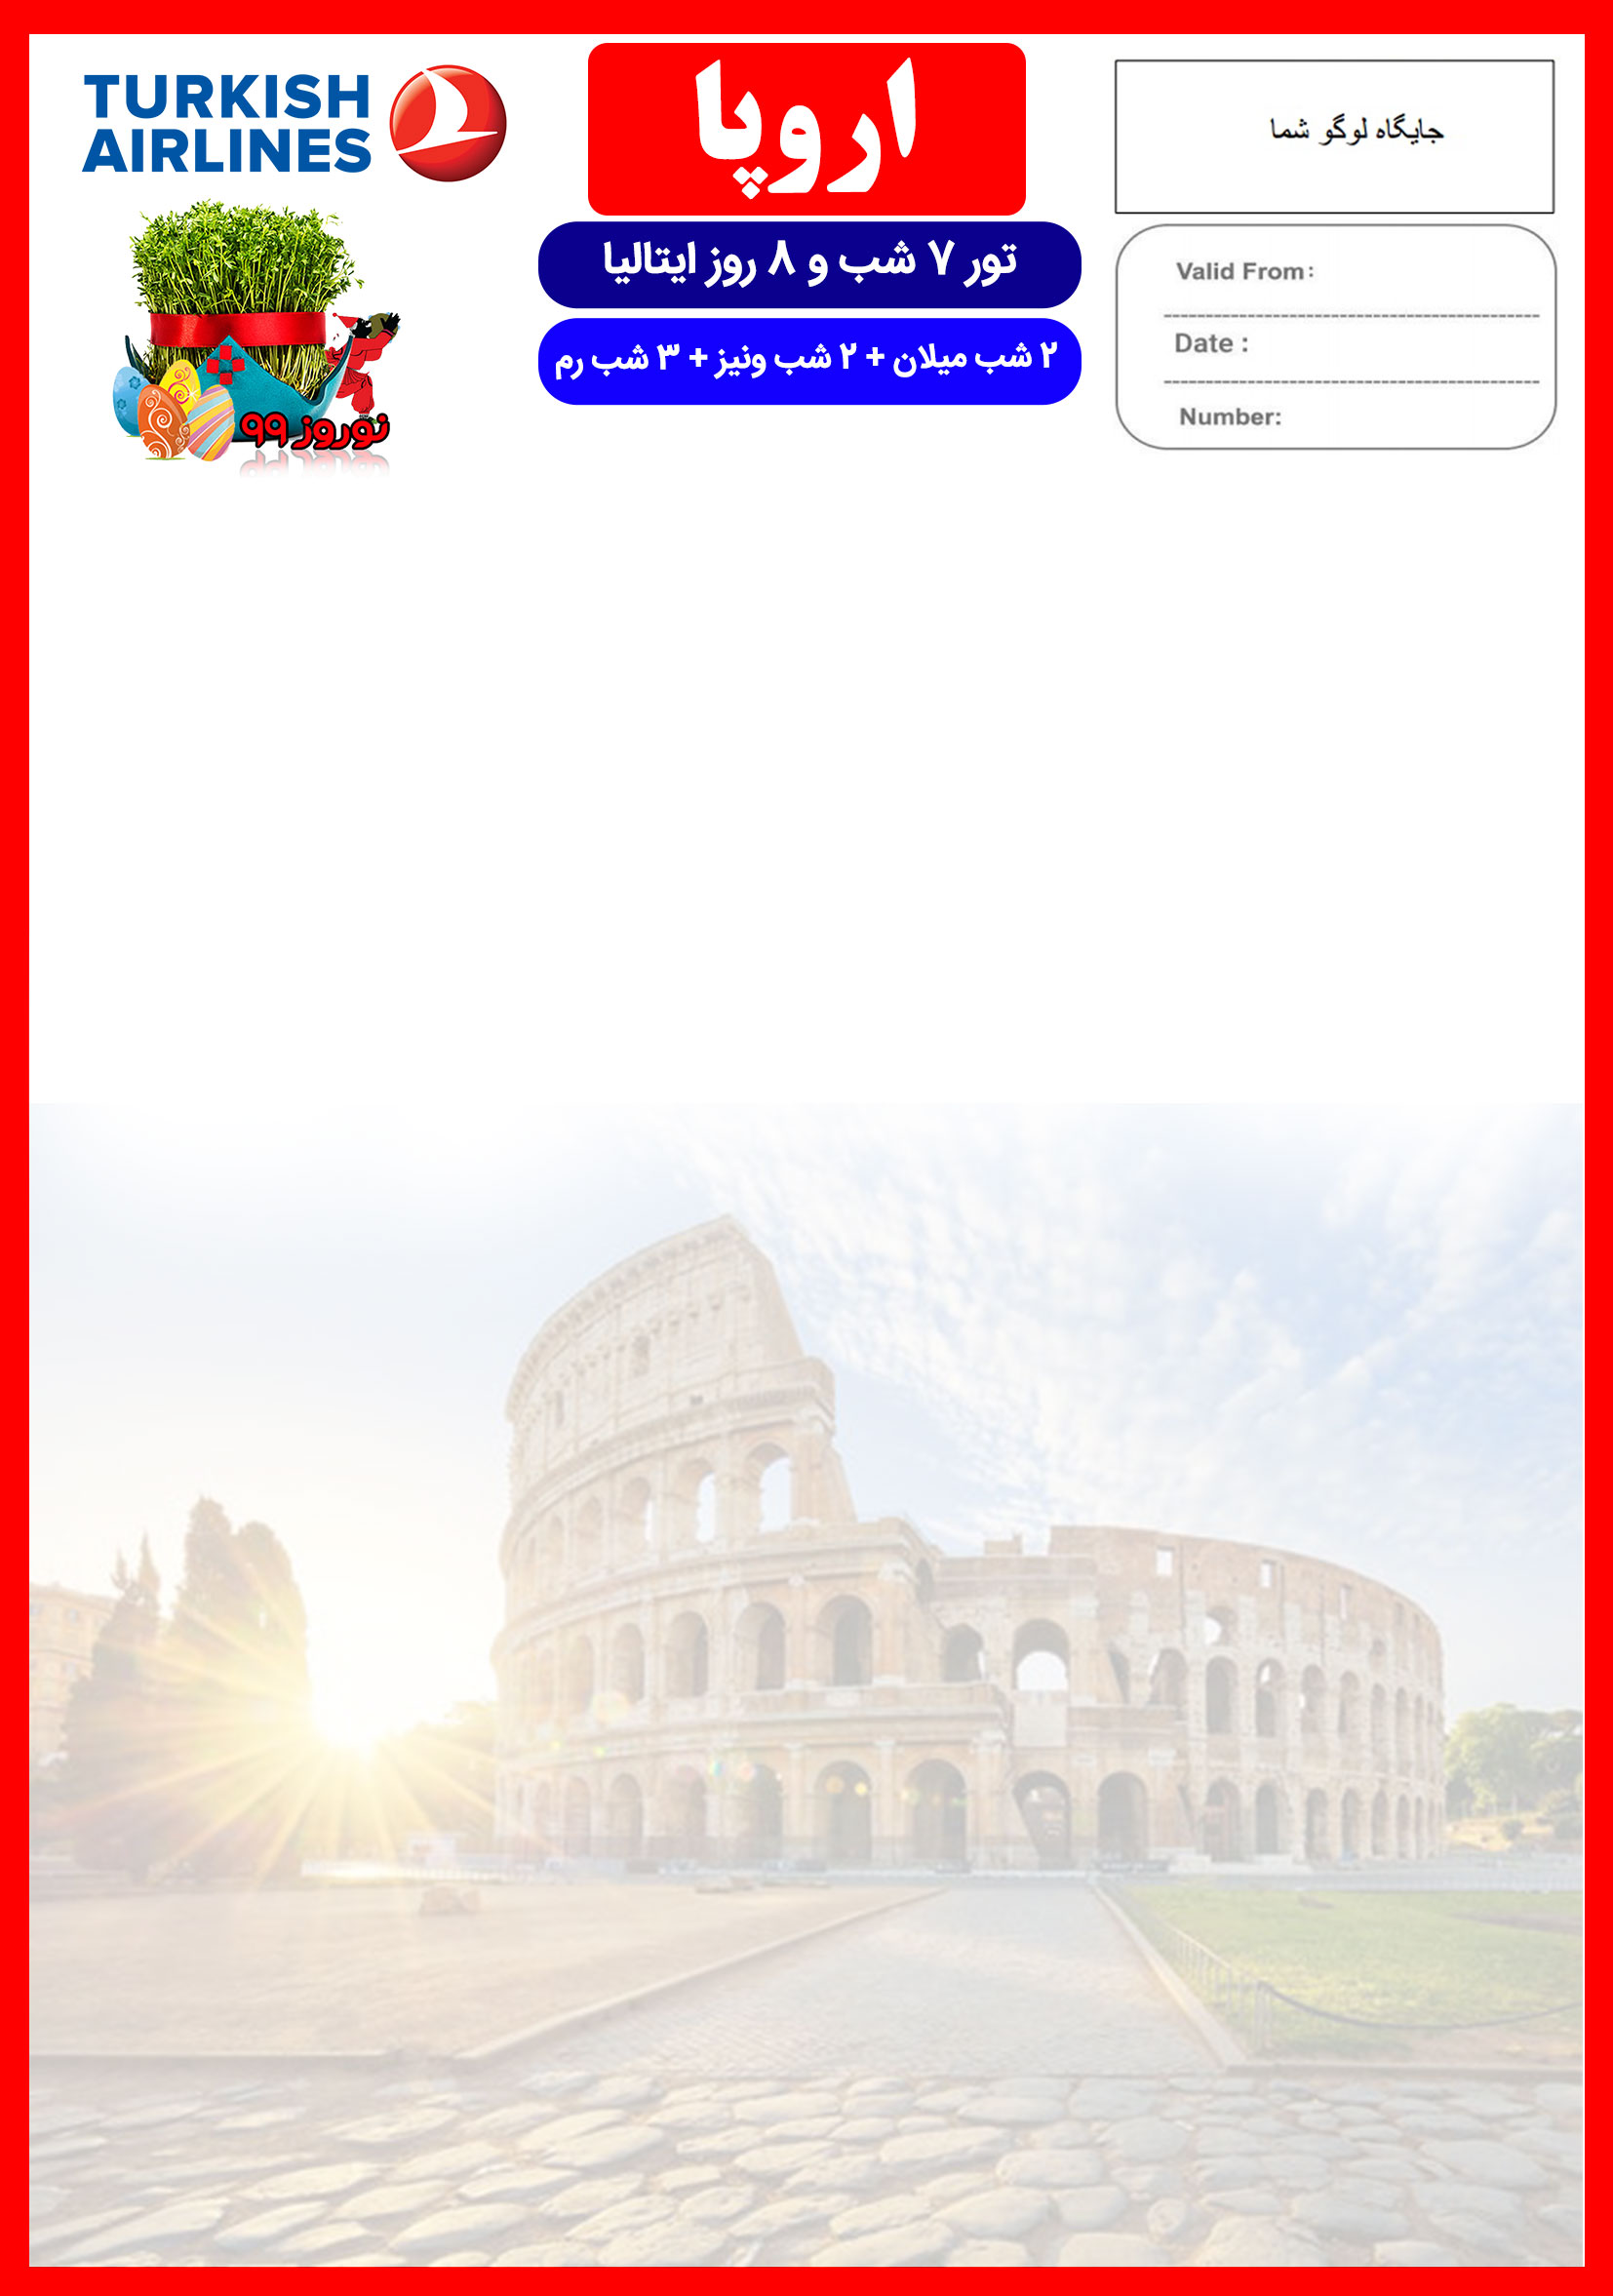 TURKISH
AIRLINES
اروپا
جایگاه لوگو شما
تور ۷ شب و ۸ روز ایتالیا
۲ شب میلان + ۲ شب ونیز + ۳ شب رم
Valid From:
Date :
Number:
نوروز ۹۹